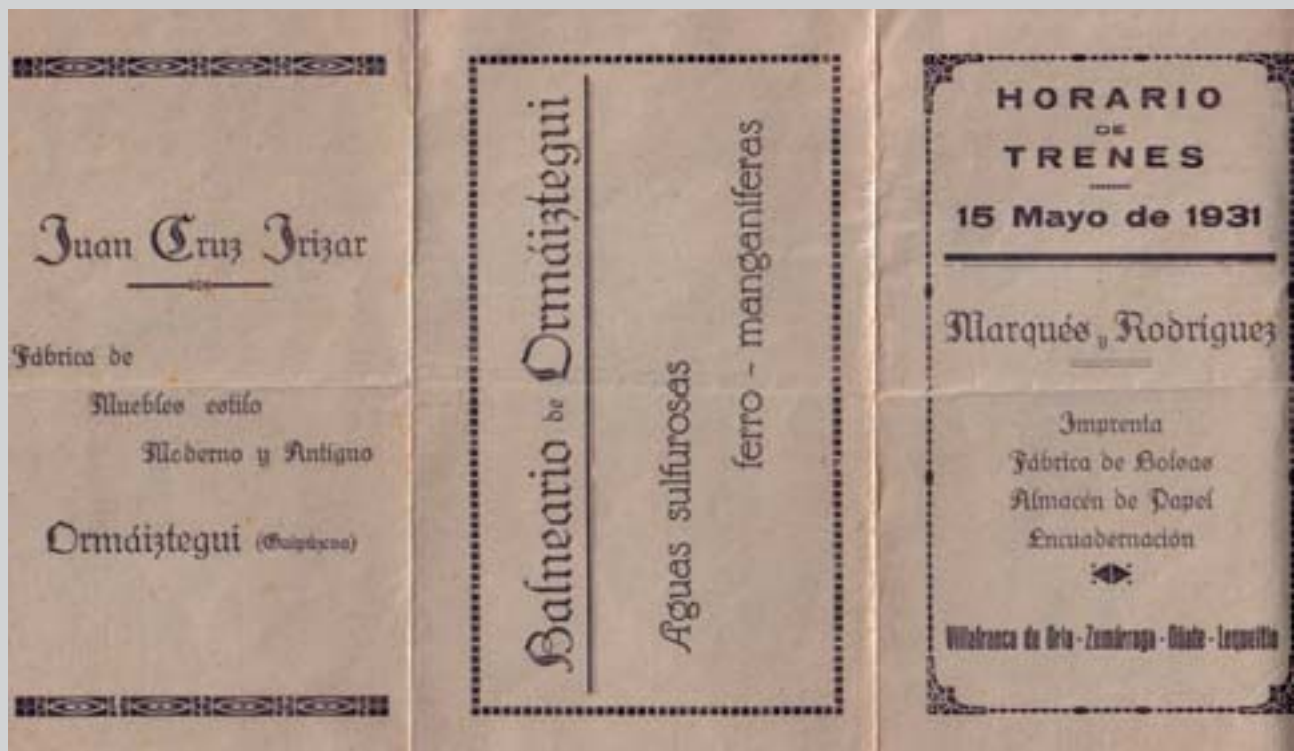 Juan Cruz Irizar
Fábrica de
Muebles estilo
Moderno y Antiguo
Ormáiztegui (Guipúzcoa)
Balneario de Ormáiztegui
Aguas sulfurosas
ferro - manganíferas
HORARIO
DE
TRENES
15 Mayo de 1931
Marqués y Rodríguez
Imprenta
Fábrica de Bolsas
Almacén de Papel
Encuadernación
Villafranca de Oria - Zumárraga - Oñate - Lequeitio